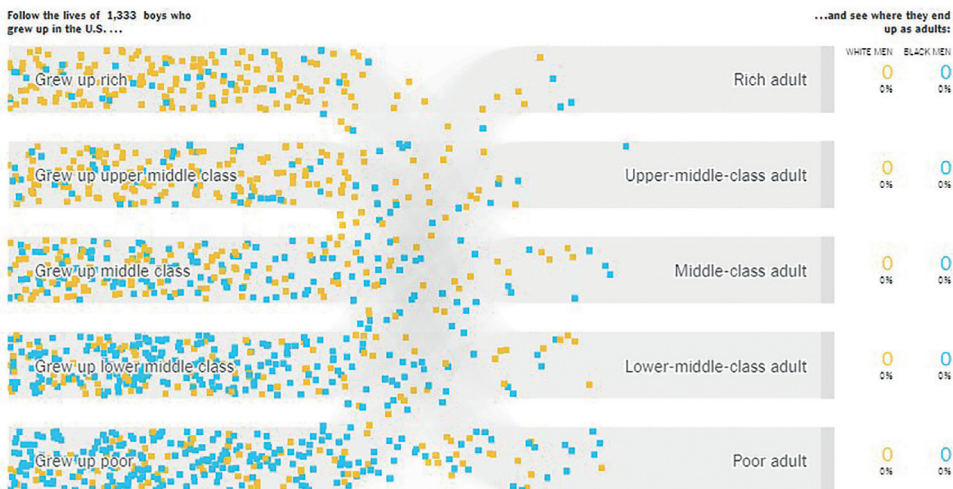 Follow the lives of 1,333 boys who
grew up in the U.S. ...
...and see where they end
up as adults:
WHITE MEN BLACK MEN
Grew up rich Rich adult 0 0
0% 0%
Grew up upper middle class Upper-middle-class adult 0 0
0% 0%
Grew up middle class Middle-class adult 0 0
0% 0%
Grew up lower middle class Lower-middle-class adult 0 0
0% 0%
Grew up poor Poor adult 0 0
0% 0%